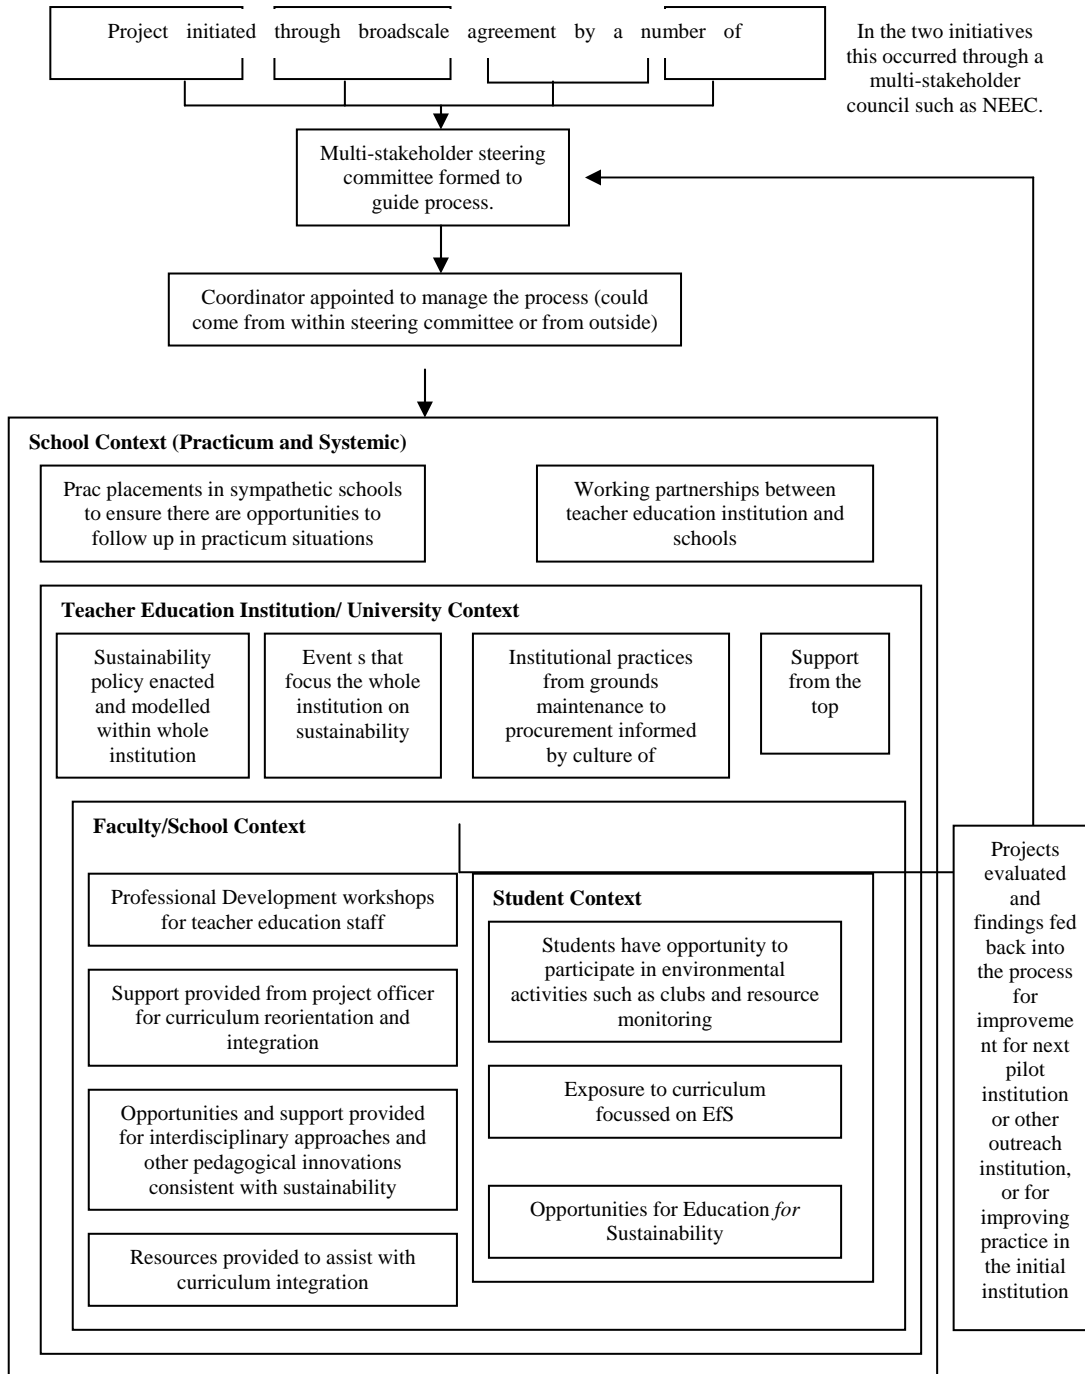 Project initiated through broadscale agreement by a number of
In the two initiatives
this occurred through a
multi-stakeholder
council such as NEEC.
Multi-stakeholder steering
committee formed to
guide process.
Coordinator appointed to manage the process (could
come from within steering committee or from outside)
School Context (Practicum and Systemic)
Prac placements in sympathetic schools
to ensure there are opportunities to
follow up in practicum situations
Working partnerships between
teacher education institution and
schools
Teacher Education Institution/ University Context
Sustainability
policy enacted
and modelled
within whole
institution
Event s that
focus the whole
institution on
sustainability
Institutional practices
from grounds
maintenance to
procurement informed
by culture of
Support
from the
top
Faculty/School Context
Professional Development workshops
for teacher education staff
Support provided from project officer
for curriculum reorientation and
integration
Opportunities and support provided
for interdisciplinary approaches and
other pedagogical innovations
consistent with sustainability
Resources provided to assist with
curriculum integration
Student Context
Students have opportunity to
participate in environmental
activities such as clubs and resource
monitoring
Exposure to curriculum
focussed on EfS
Opportunities for Education for
Sustainability
Projects
evaluated
and
findings fed
back into
the process
for
improveme
nt for next
pilot
institution
or other
outreach
institution,
or for
improving
practice in
the initial
institution